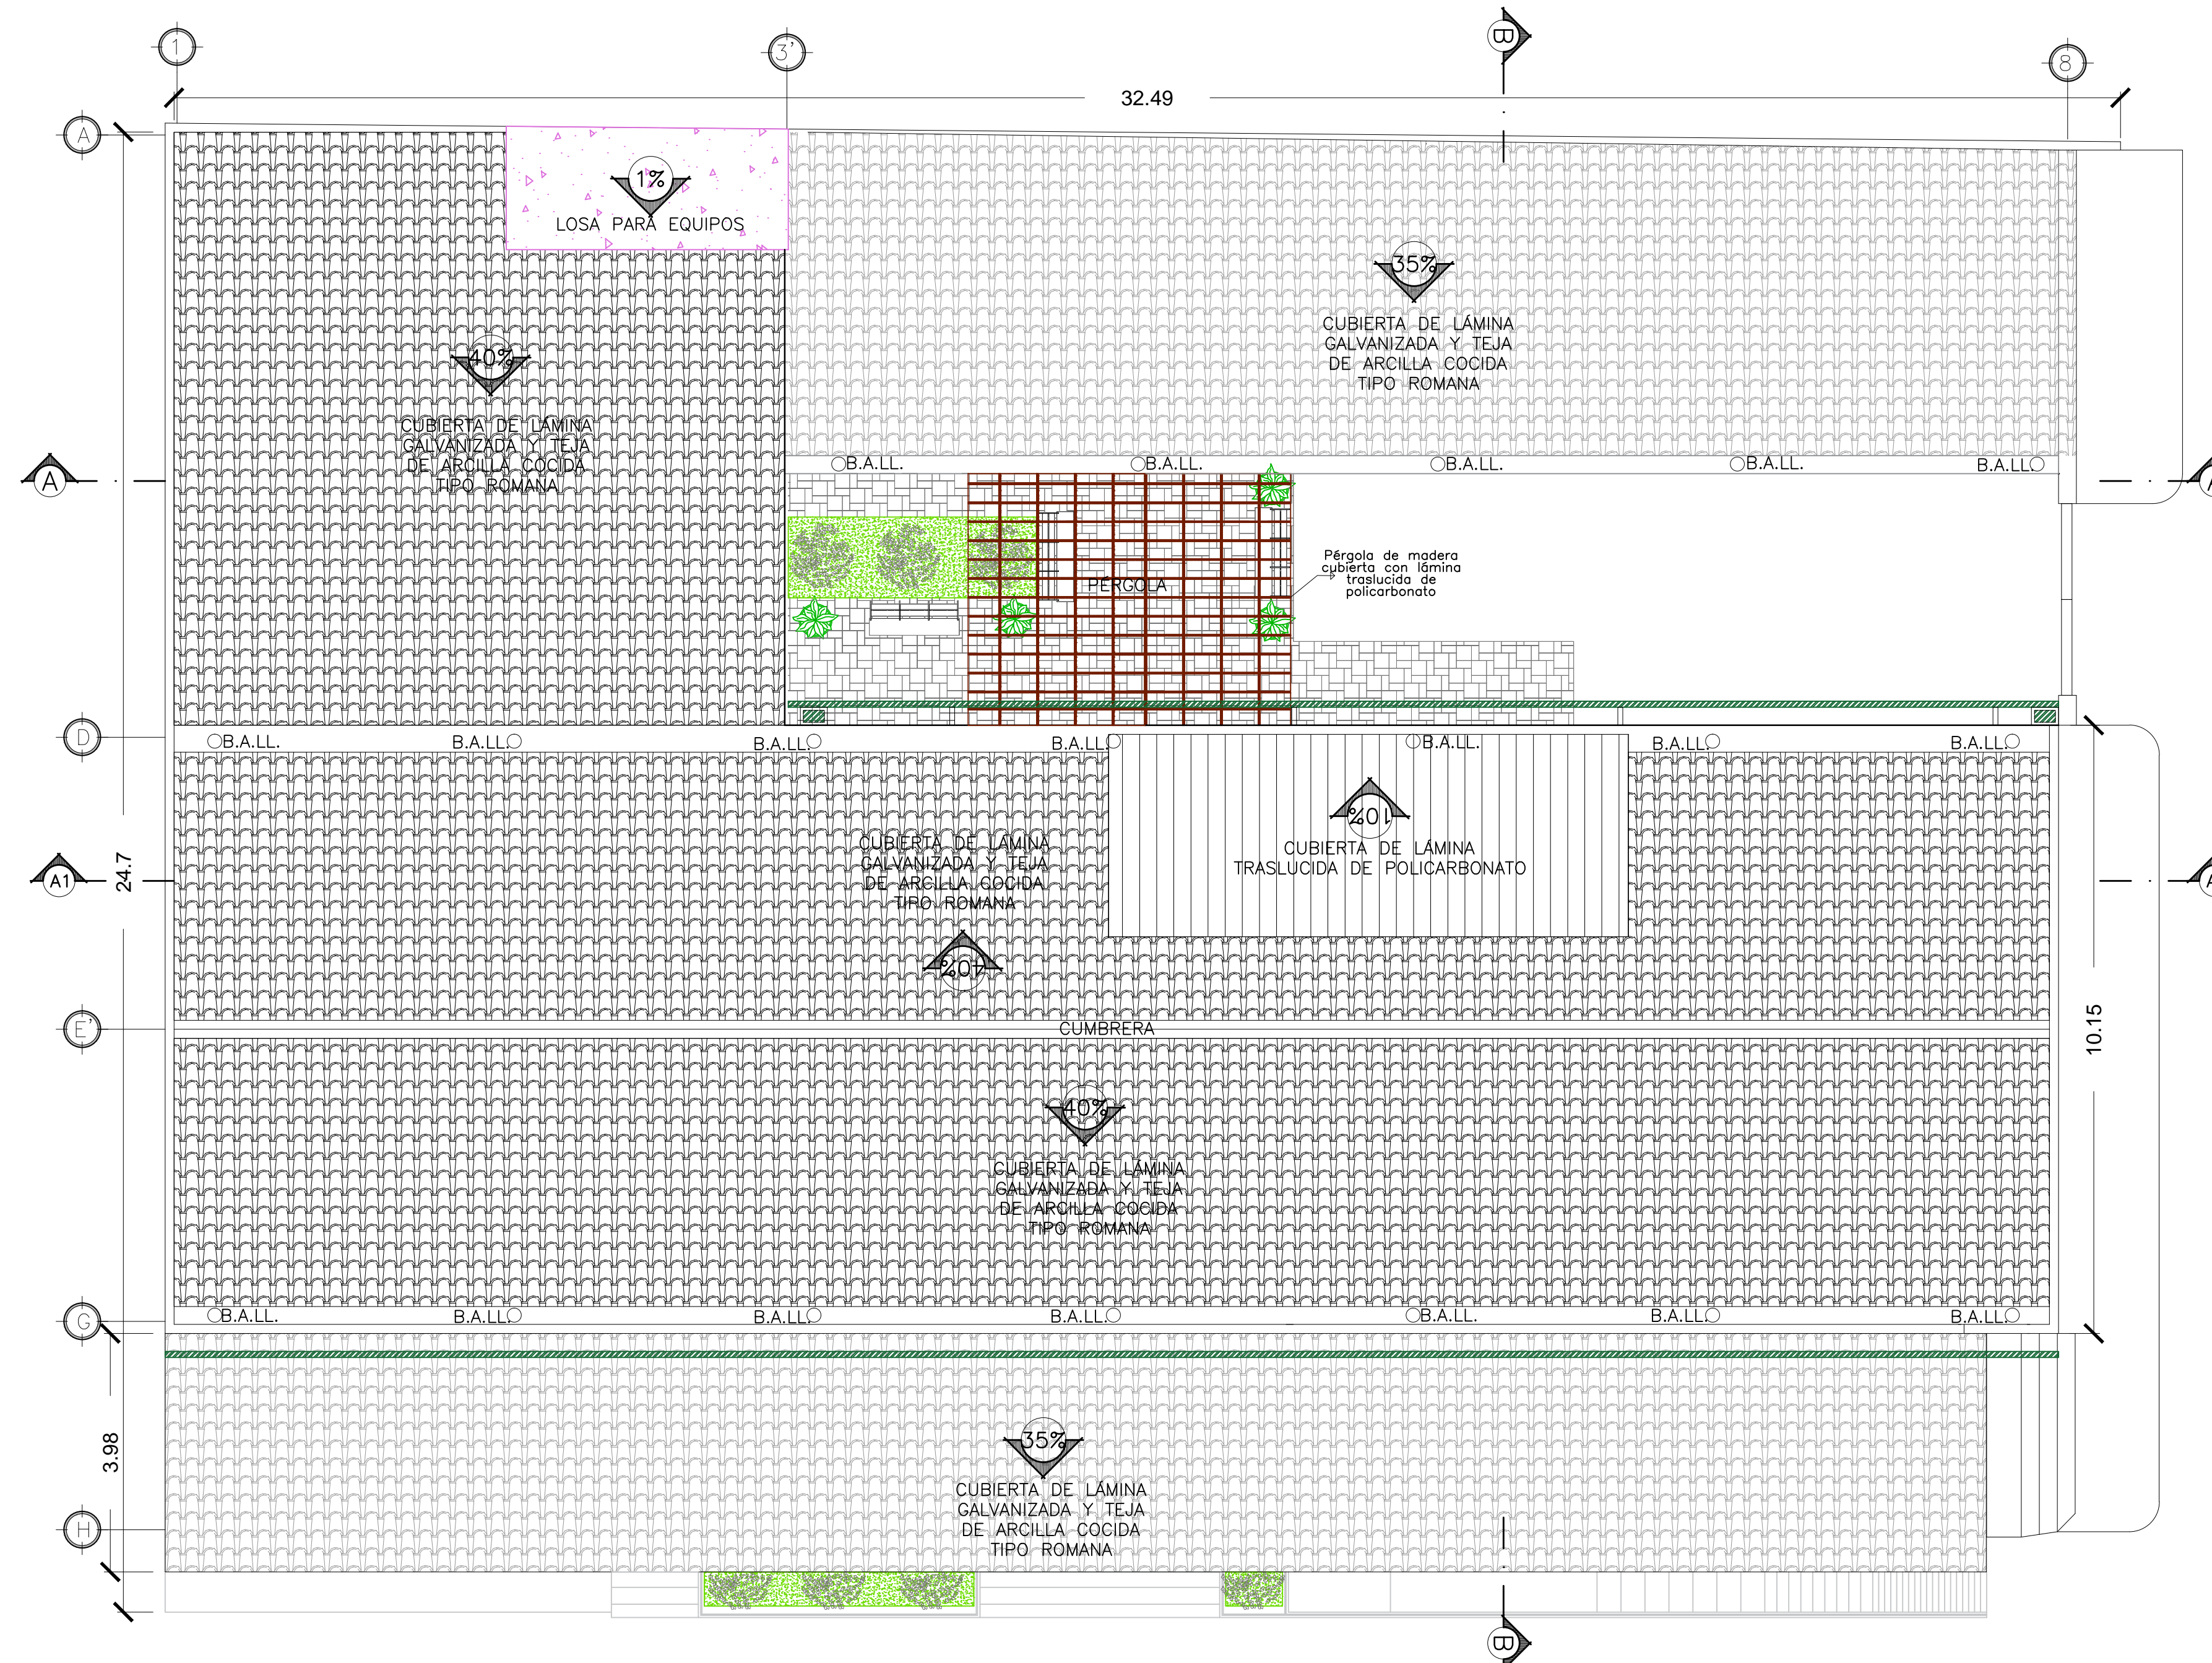 1
3'
B
8
32.49
A
1%
LOSA PARA EQUIPOS
35%
CUBIERTA DE LÁMINA
GALVANIZADA Y TEJA
DE ARCILLA COCIDA
TIPO ROMANA
40%
CUBIERTA DE LÁMINA
GALVANIZADA Y TEJA
DE ARCILLA COCIDA
TIPO ROMANA
B.A.LL.
B.A.LL.
B.A.LL.
B.A.LL.
B.A.LL.
A
Pérgola de madera
cubierta con lámina
traslucida de
policarbonato
PÉRGOLA
D
B.A.LL.
B.A.LL.
B.A.LL.
B.A.LL.
B.A.LL.
B.A.LL.
B.A.LL.
10%
CUBIERTA DE LÁMINA
TRASLUCIDA DE POLICARBONATO
CUBIERTA DE LÁMINA
GALVANIZADA Y TEJA
DE ARCILLA COCIDA
TIPO ROMANA
24.7
A1
40%
E'
CUMBRERA
10.15
40%
CUBIERTA DE LÁMINA
GALVANIZADA Y TEJA
DE ARCILLA COCIDA
TIPO ROMANA
G
B.A.LL.
B.A.LL.
B.A.LL.
B.A.LL.
B.A.LL.
B.A.LL.
B.A.LL.
3.98
35%
CUBIERTA DE LÁMINA
GALVANIZADA Y TEJA
DE ARCILLA COCIDA
TIPO ROMANA
H
B